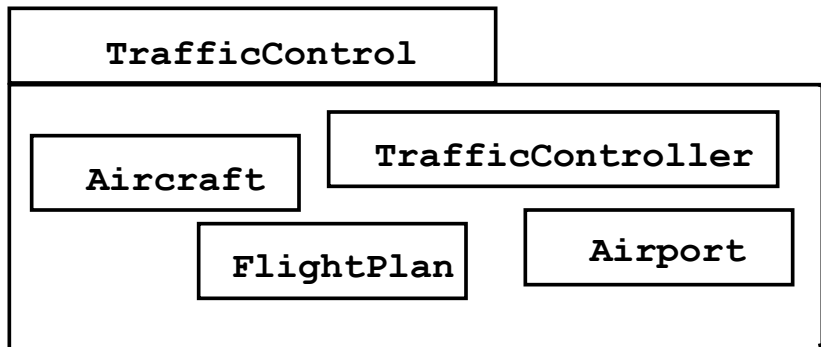 TrafficControl
TrafficController
Aircraft
Airport
FlightPlan